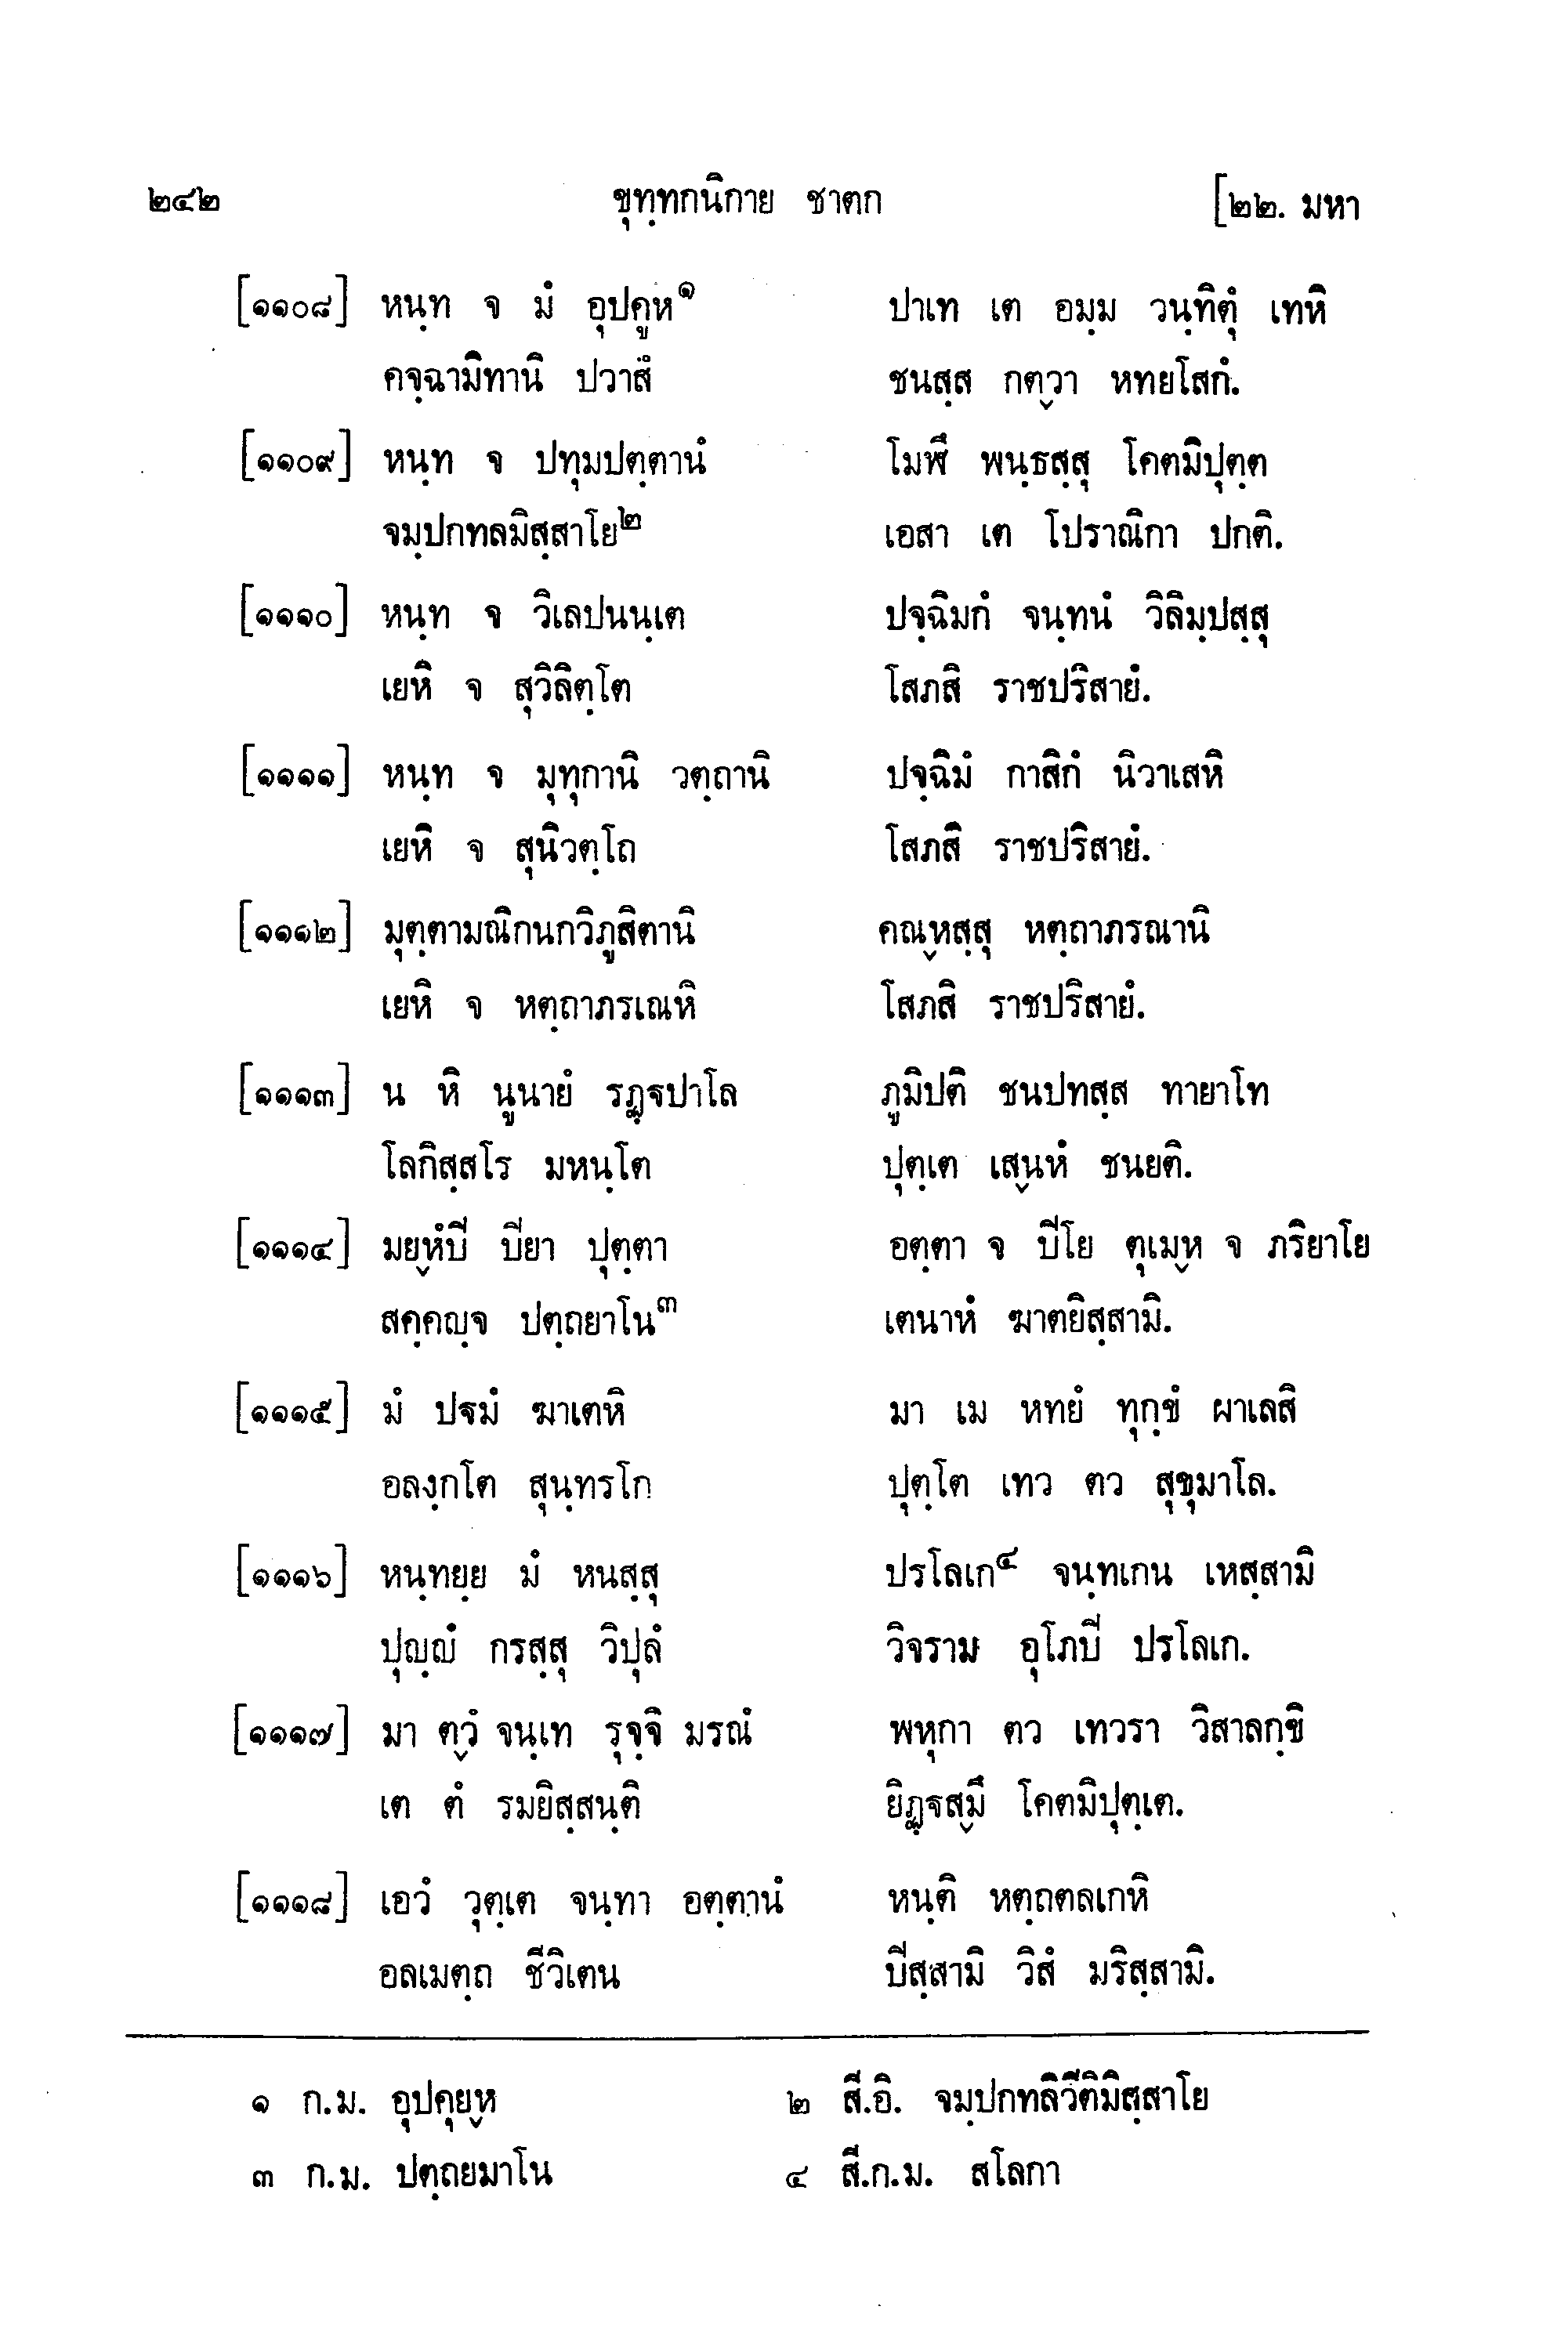 ๒๔๒ ขุทฺทกนิกาย ชาตก [๒๒. มหา
[๑๑๐๘] หนฺท จ มํ อุปคูห๑ ปาเท เต อมฺม วนฺทิตุํ เทหิ
คจฺฉามิทานิ ปวาสํ ชนสฺส กตฺวา หทยโสกํ.
[๑๑๐๙] หนฺท จ ปทุมปตฺตานํ โมฬึ พนฺธสฺสุ โคตมิปุตฺต
จมฺปกทลมิสฺสาโย๒ เอสา เต โปราณิกา ปกติ.
[๑๑๑๐] หนฺท จ วิเลปนนฺเต ปจฺฉิมกํ จนฺทนํ วิลิมฺปสฺสุ
เยหิ จ สุวิลิตฺโต โสภสิ ราชปริสายํ.
[๑๑๑๑] หนฺท จ มุทุกานิ วตฺถานิ ปจฺฉิมํ กาสิกํ นิวาเสหิ
เยหิ จ สุนิวตฺโถ โสภสิ ราชปริสายํ.
[๑๑๑๒] มุตฺตามณิกนกวิภูสิตานิ คณฺหสฺสุ หตฺถาภรณานิ
เยหิ จ หตฺถาภรเณหิ โสภสิ ราชปริสายํ.
[๑๑๑๓] น หิ นูนายํ รฏฺฐปาโล ภูมิปติ ชนปทสฺส ทายาโท
โลกิสฺสโร มหนฺโต ปุตฺเต เสฺนหํ ชนยติ.
[๑๑๑๔] มยฺหํปี ปิยา ปุตฺตา อตฺตา จ ปิโย ตุเมฺห จ ภริยาโย
สคฺคญฺจ ปตฺถยาโน๓ เตนาหํ ฆาตยิสฺสามิ.
[๑๑๑๕] มํ ปฐมํ ฆาเตหิ มา เม หทยํ ทุกฺขํ ผาเลสิ
อลงฺกโต สุนฺทรโก ปุตฺโต เทว ตว สุขุมาโล.
[๑๑๑๖] หนฺทยฺย มํ หนสฺสุ ปรโลเก๔ จนฺทเกน เหสฺสามิ
ปุญฺญํ กรสฺสุ วิปุลํ วิจราม อุโภปิ ปรโลเก.
[๑๑๑๗] มา ตฺวํ จนฺเท รุจฺจิ มรณํ พหุกา ตว เทวรา วิสาลกฺขิ
เต ตํ รมยิสฺสนฺติ ยิฏฺฐสฺมึ โคตมิปุตฺเต.
[๑๑๑๘] เอวํ วุตฺเต จนฺทา อตฺตานํ หนฺติ หตฺถตลเกหิ
อลเมตฺถ ชีวิเตน ปิสฺสามิ วิสํ มริสฺสามิ.
๑ ก.ม. อุปคุยฺห ๒ สี.อิ. จมฺปกทลิวีติมิสฺสาโย
๓ ก.ม. ปตฺถยมาโน ๔ สี.ก.ม. สโลกา